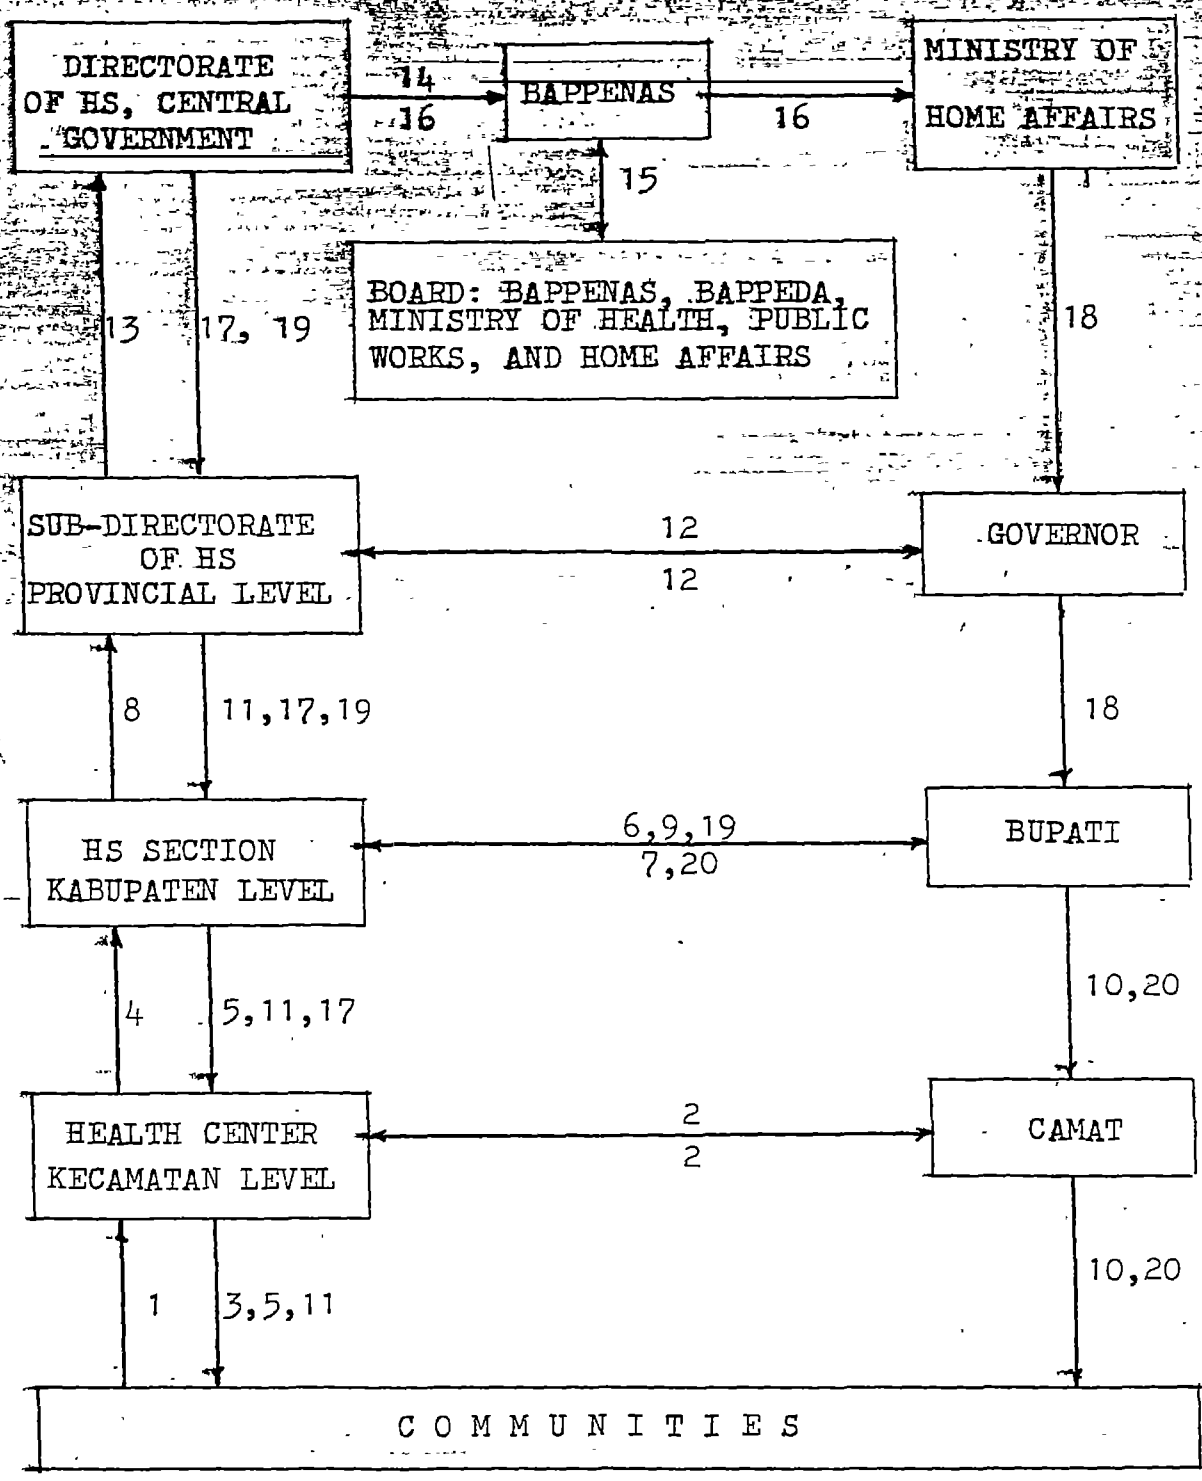 DIRECTORATE
OF HS, CENTRAL
GOVERNMENT
14
16
BAPPENAS
16
MINISTRY OF
HOME AFFAIRS
15
BOARD: BAPPENAS, BAPPEDA,
MINISTRY OF HEALTH, PUBLIC
WORKS, AND HOME AFFAIRS
13
17, 19
18
SUB-DIRECTORATE
OF HS
PROVINCIAL LEVEL
12
12
GOVERNOR
8
11,17,19
18
HS SECTION
KABUPATEN LEVEL
6,9,19
7,20
BUPATI
4
5,11,17
10,20
HEALTH CENTER
KECAMATAN LEVEL
2
2
CAMAT
1
3,5,11
10,20
COMMUNITIES